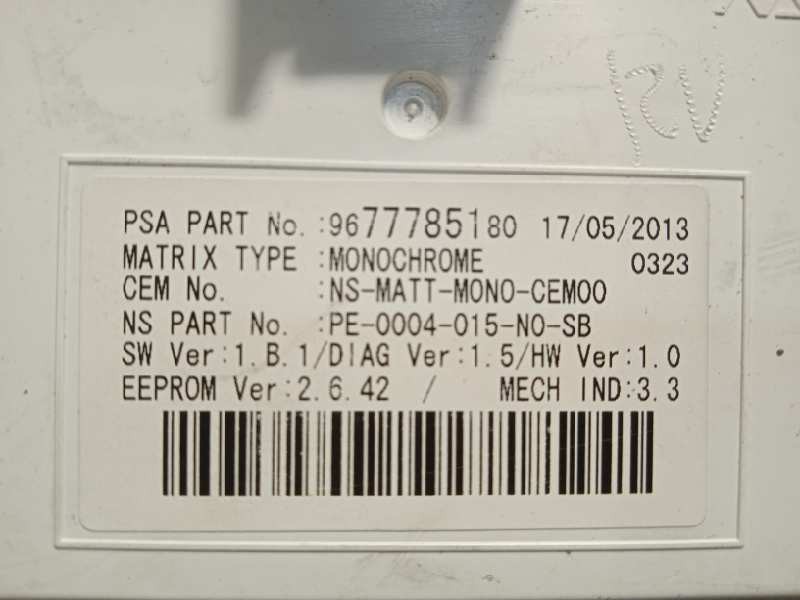 RV
PSA PART No.:9677785180 17/05/2013
MATRIX TYPE :MONOCHROME 0323
CEM No. :NS-MATT-MONO-CEM00
NS PART No. :PE-0004-015-NO-SB
SW Ver:1.B.1/DIAG Ver:1.5/HW Ver:1.0
EEPROM Ver:2.6.42 / MECH IND:3.3